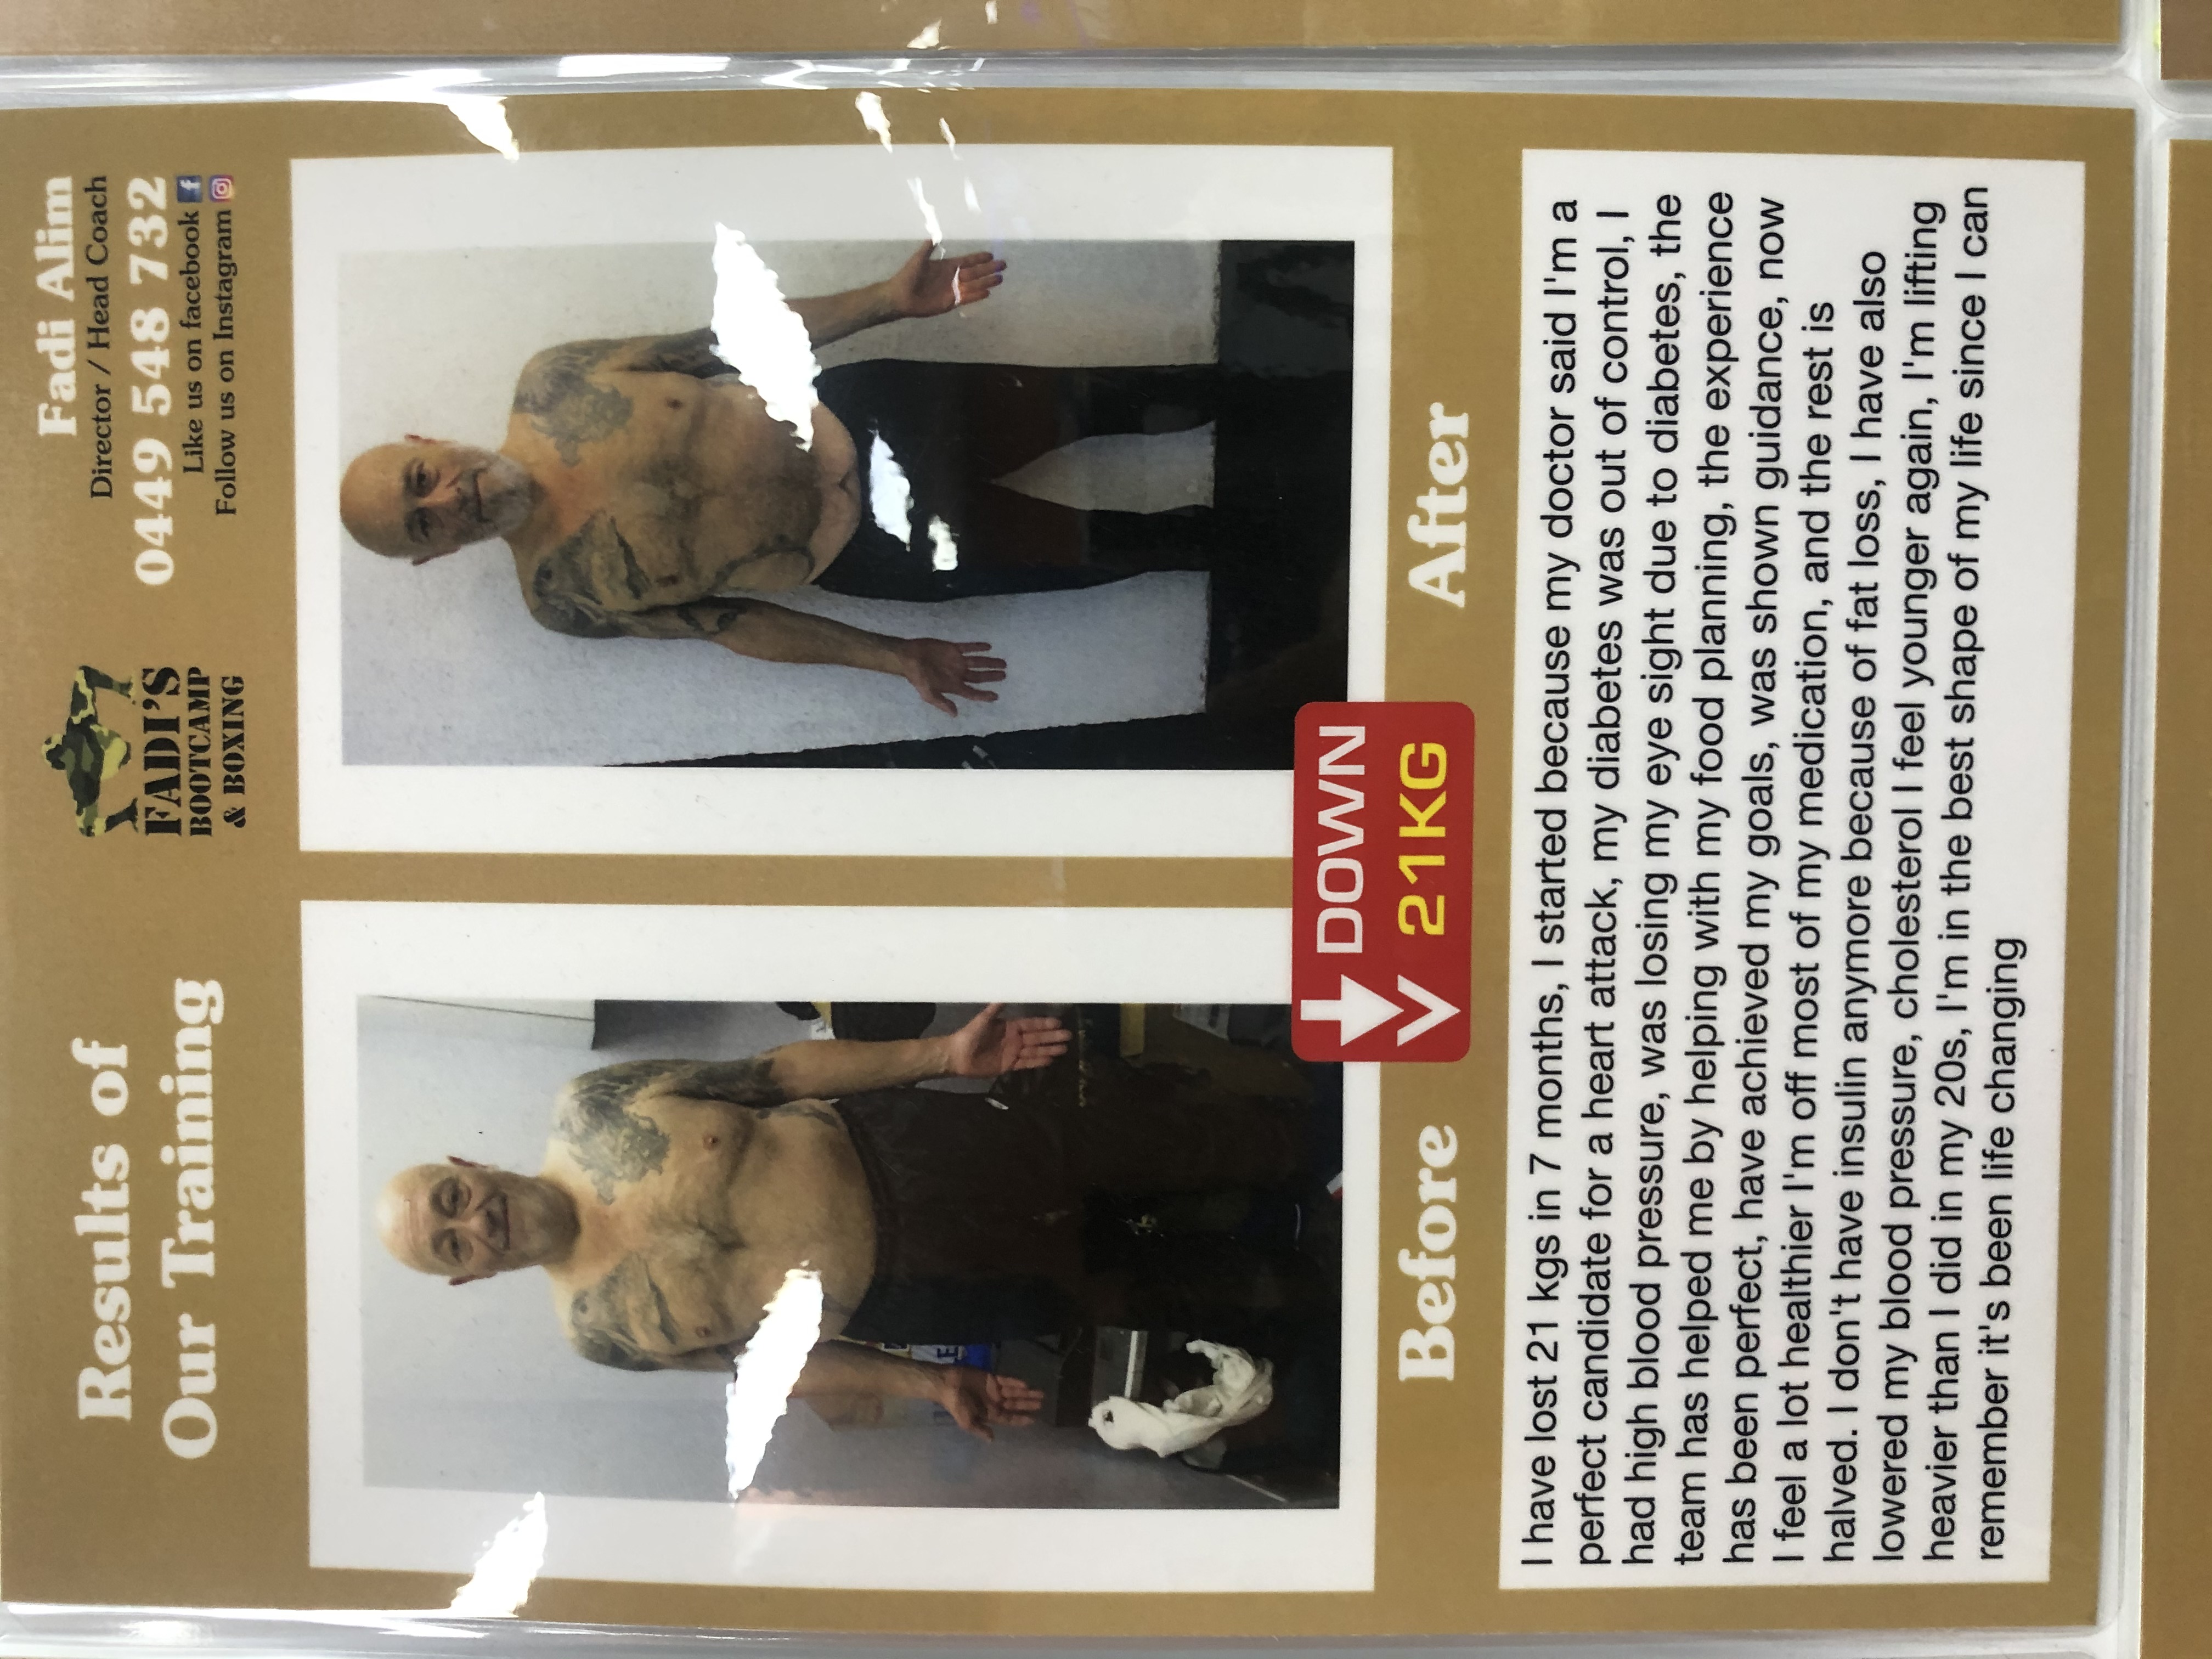 Results of
Our Training
FADI'S
BOOTCAMP
& BOXING
Fadi Alim
Director / Head Coach
0449 548 732
Like us on facebook
Follow us on Instagram
DOWN
21KG
Before
After
I have lost 21 kgs in 7 months, I started because my doctor said I'm a
perfect candidate for a heart attack, my diabetes was out of control, I
had high blood pressure, was losing my eye sight due to diabetes, the
team has helped me by helping with my food planning, the experience
has been perfect, have achieved my goals, was shown guidance, now
I feel a lot healthier I'm off most of my medication, and the rest is
halved. I don't have insulin anymore because of fat loss, I have also
lowered my blood pressure, cholesterol I feel younger again, I'm lifting
heavier than I did in my 20s, I'm in the best shape of my life since I can
remember it's been life changing